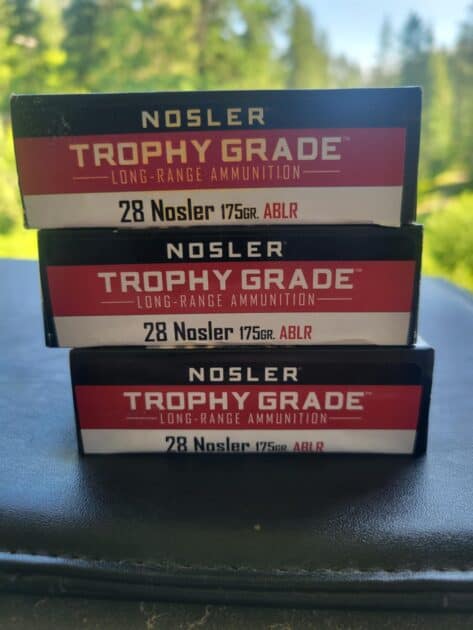 NOSLER
TROPHY GRADE™
LONG-RANGE AMMUNITION
28 Nosler 175GR. ABLR
NOSLER
TROPHY GRADE™
LONG-RANGE AMMUNITION
28 Nosler 175GR. ABLR
NOSLER
TROPHY GRADE™
LONG-RANGE AMMUNITION
28 Nosler 175GR. ABLR